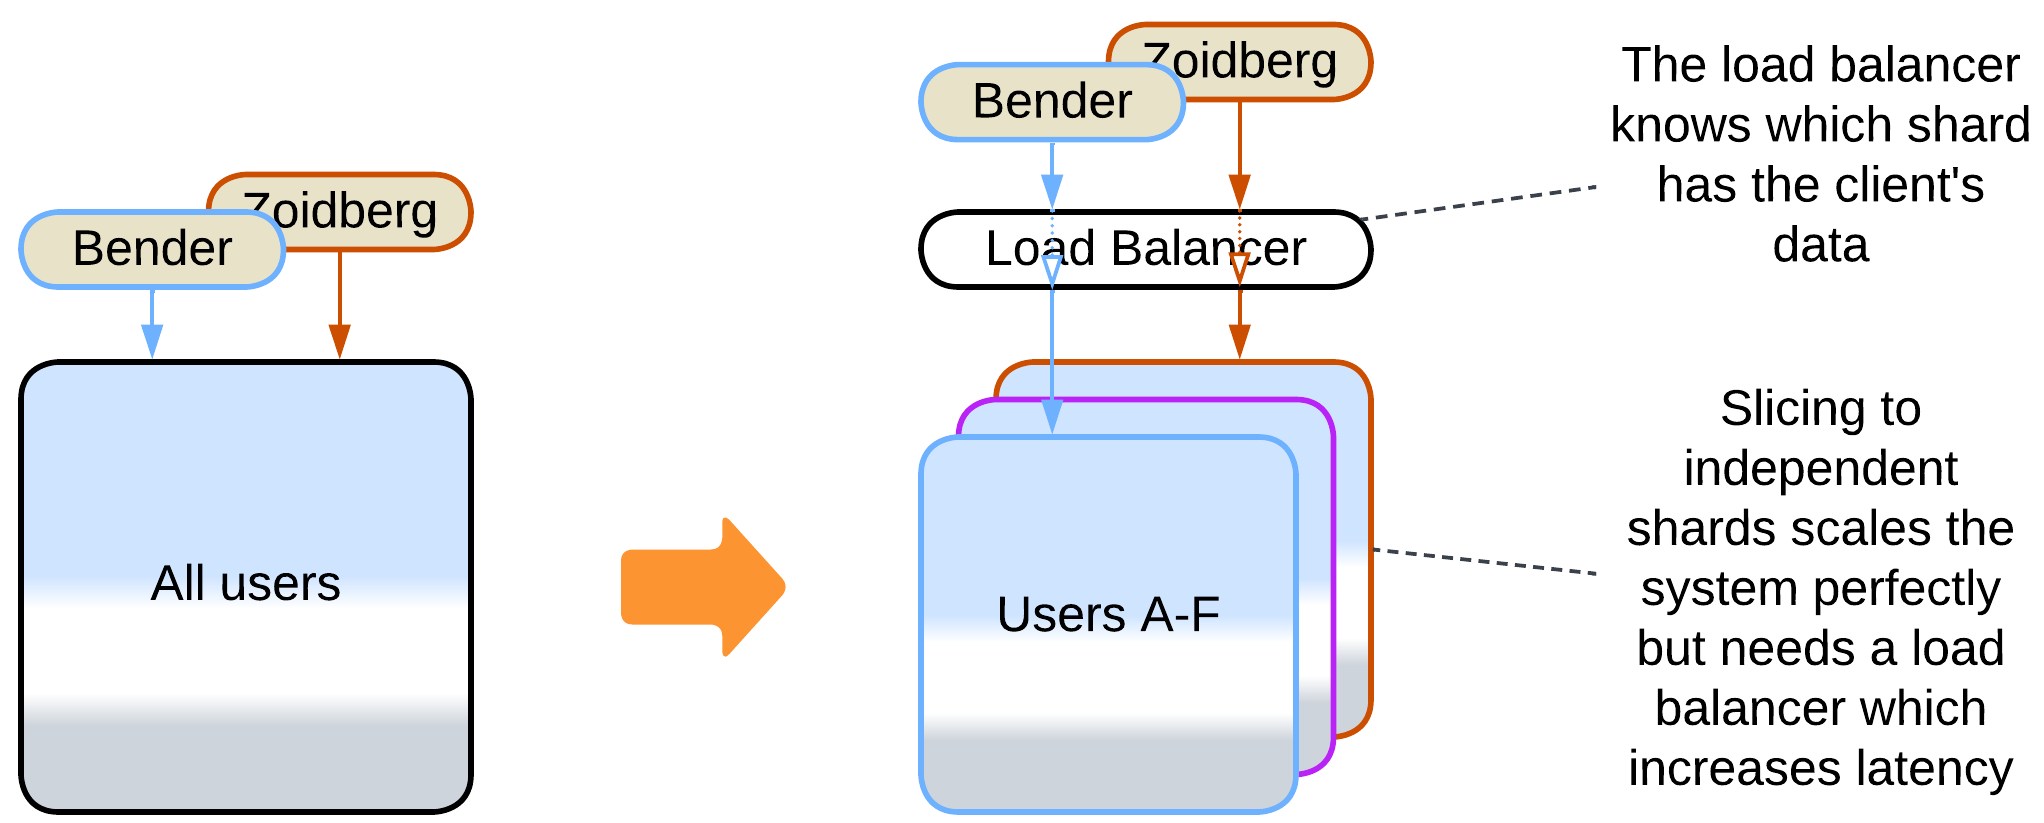 Zoidberg
Bender
All users
Zoidberg
Bender
Load Balancer
Users A-F
The load balancer
knows which shard
has the client's
data
Slicing to
independent
shards scales the
system perfectly
but needs a load
balancer which
increases latency